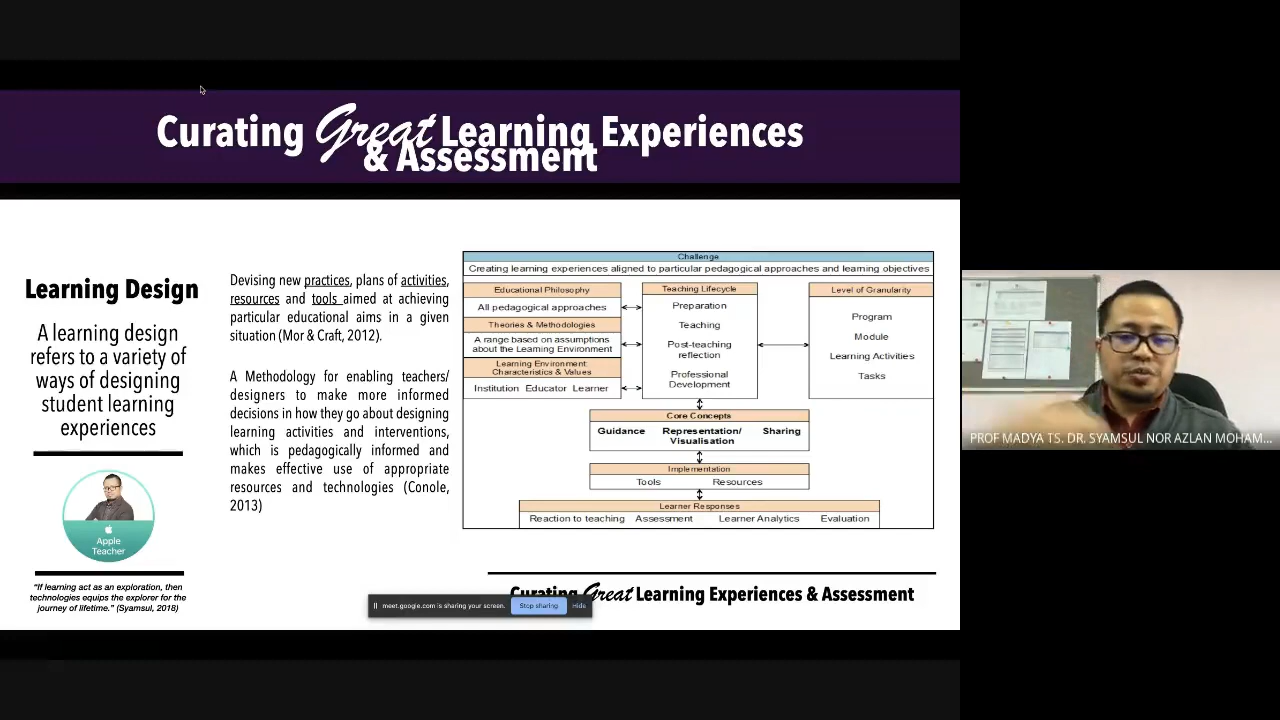 Curating Great Learning Experiences
& Assessment
Learning Design
A learning design
refers to a variety of
ways of designing
student learning
experiences
Apple
Teacher
"If learning act as an exploration, then
technologies equips the explorer for the
journey of lifetime." (Syamsul, 2018)
Devising new practices, plans of activities,
resources and tools aimed at achieving
particular educational aims in a given
situation (Mor & Craft, 2012).
A Methodology for enabling teachers/
designers to make more informed
decisions in how they go about designing
learning activities and interventions,
which is pedagogically informed and
makes effective use of appropriate
resources and technologies (Conole,
2013)
Challenge
Creating learning experiences aligned to particular pedagogical approaches and learning objectives
Educational Philosophy
All pedagogical approaches
Theories & Methodologies
A range based on assumptions
about the Learning Environment
Learning Environment:
Characteristics & Values
Institution Educator Learner
Teaching Lifecycle
Preparation
Teaching
Post-teaching
reflection
Professional
Development
Level of Granularity
Program
Module
Learning Activities
Tasks
Core Concepts
Guidance Representation/ Sharing
Visualisation
Implementation
Tools Resources
Learner Responses
Reaction to teaching Assessment Learner Analytics Evaluation
Curating Great Learning Experiences & Assessment
meet.google.com is sharing your screen. Stop sharing Hide
PROF MADYA TS. DR. SYAMSUL NOR AZLAN MOHAM...